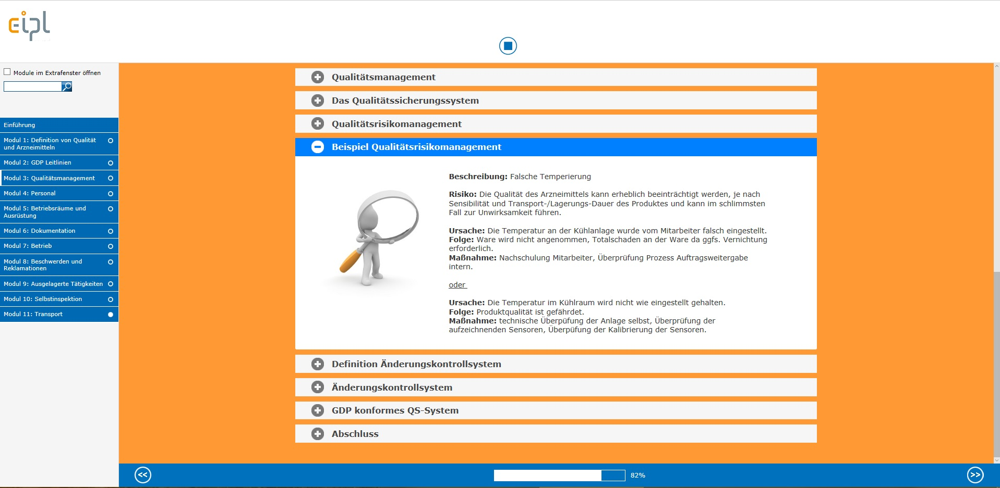 eipl
Module im Extrafenster öffnen
Einführung
Modul 1: Definition von Qualität
und Arzneimitteln
Modul 2: GDP Leitlinien
Modul 3: Qualitätsmanagement
Modul 4: Personal
Modul 5: Betriebsräume und
Ausrüstung
Modul 6: Dokumentation
Modul 7: Betrieb
Modul 8: Beschwerden und
Reklamationen
Modul 9: Ausgelagerte Tätigkeiten
Modul 10: Selbstinspektion
Modul 11: Transport
Qualitätsmanagement
Das Qualitätssicherungssystem
Qualitätsrisikomanagement
Beispiel Qualitätsrisikomanagement
Beschreibung: Falsche Temperierung
Risiko: Die Qualität des Arzneimittels kann erheblich beeinträchtigt werden, je nach
Sensibilität und Transport-/Lagerungs-Dauer des Produktes und kann im schlimmsten
Fall zur Unwirksamkeit führen.
Ursache: Die Temperatur an der Kühlanlage wurde vom Mitarbeiter falsch eingestellt.
Folge: Ware wird nicht angenommen, Totalschaden an der Ware da ggfs. Vernichtung
erforderlich.
Maßnahme: Nachschulung Mitarbeiter, Überprüfung Prozess Auftragsweitergabe
intern.
oder
Ursache: Die Temperatur im Kühlraum wird nicht wie eingestellt gehalten.
Folge: Produktqualität ist gefährdet.
Maßnahme: technische Überpüfung der Anlage selbst, Überprüfung der
aufzeichnenden Sensoren, Überpüfung der Kalibrierung der Sensoren.
Definition Änderungskontrollsystem
Änderungskontrollsystem
GDP konformes QS-System
Abschluss
<< 82% >>